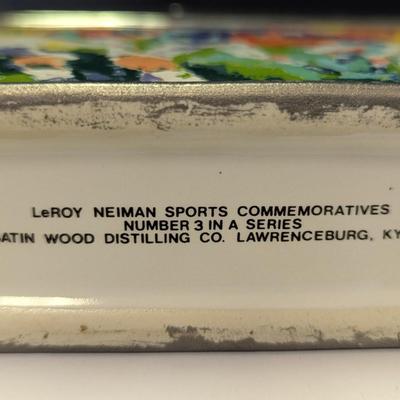 LeROY NEIMAN SPORTS COMMEMORATIVES
NUMBER 3 IN A SERIES
ATIN WOOD DISTILLING CO. LAWRENCEBURG, KY